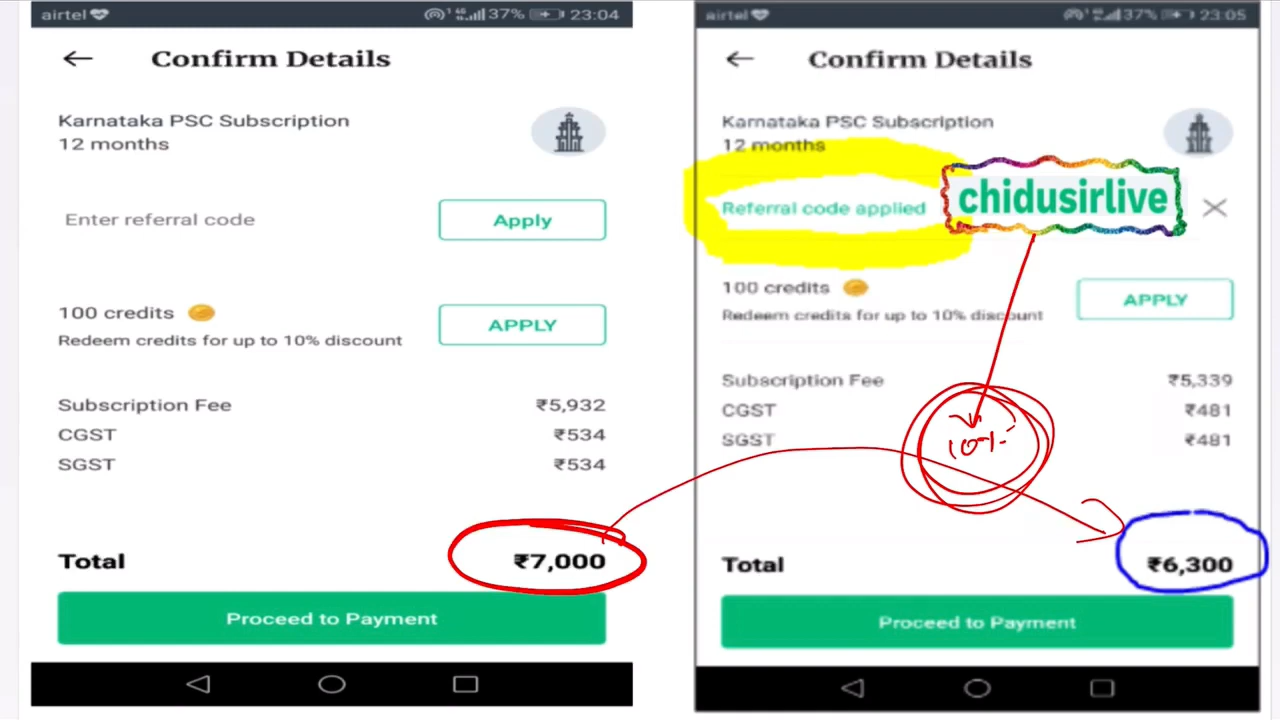 airtel 4G 37% 23:04
Confirm Details
Karnataka PSC Subscription
12 months
Enter referral code Apply
100 credits APPLY
Redeem credits for up to 10% discount
Subscription Fee ₹5,932
CGST ₹534
SGST ₹534
Total ₹7,000
Proceed to Payment
airtel 37% 23:05
Confirm Details
Karnataka PSC Subscription
12 months
Referral code applied chidusirlive
100 credits APPLY
Redeem credits for up to 10% discount
Subscription Fee ₹5,339
CGST ₹481
10%
SGST ₹481
Total ₹6,300
Proceed to Payment